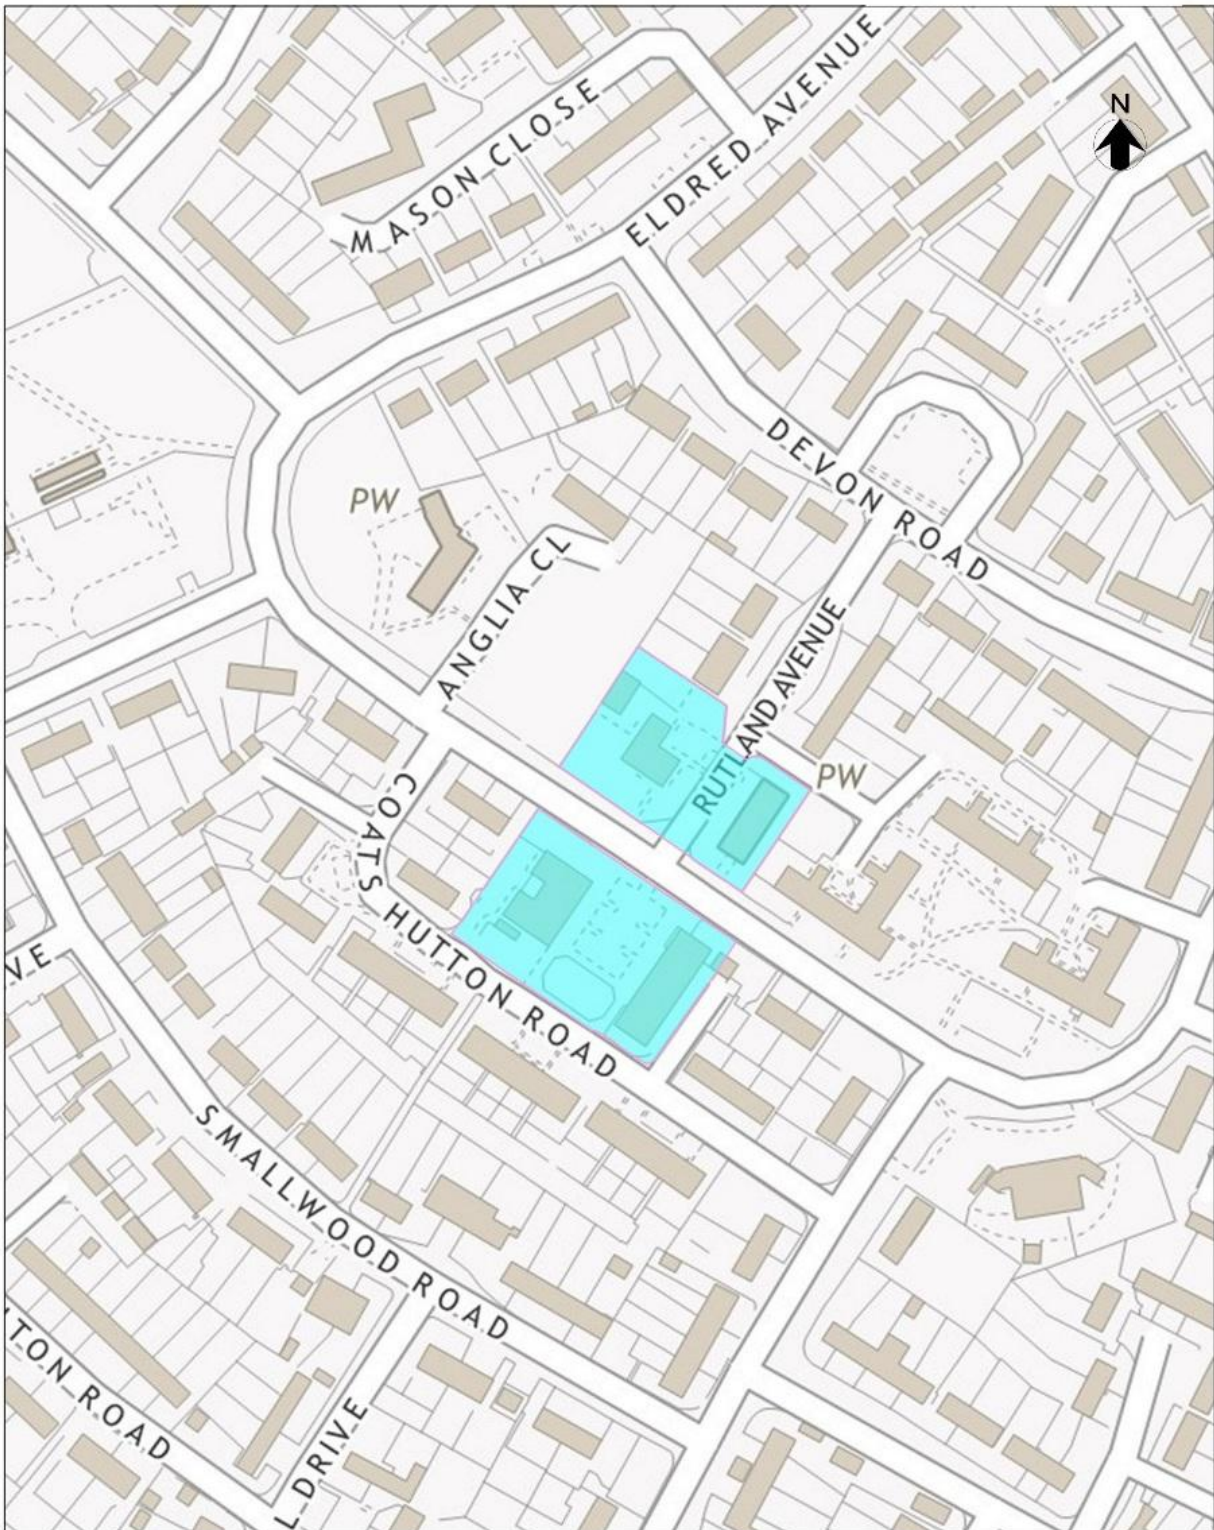 N
MASON CLOSE
ELDRED AVENUE
DEVON ROAD
PW
ANGLIA CL
RUTLAND AVENUE
PW
COATS HUTTON ROAD
VE
SMALLWOOD ROAD
TON ROAD
L DRIVE